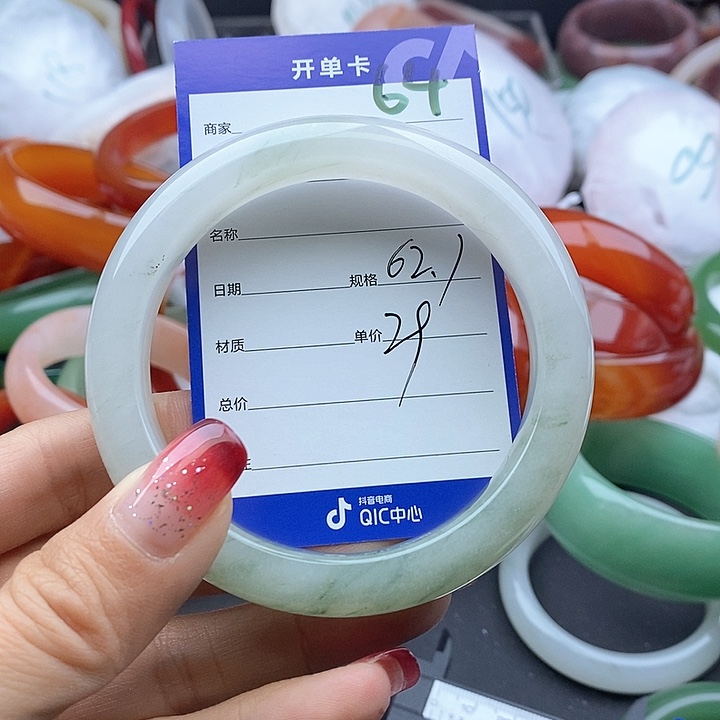 开单卡
64
商家
名称
日期 规格 62.1
材质 单价 29
总价
抖音电商
QIC中心